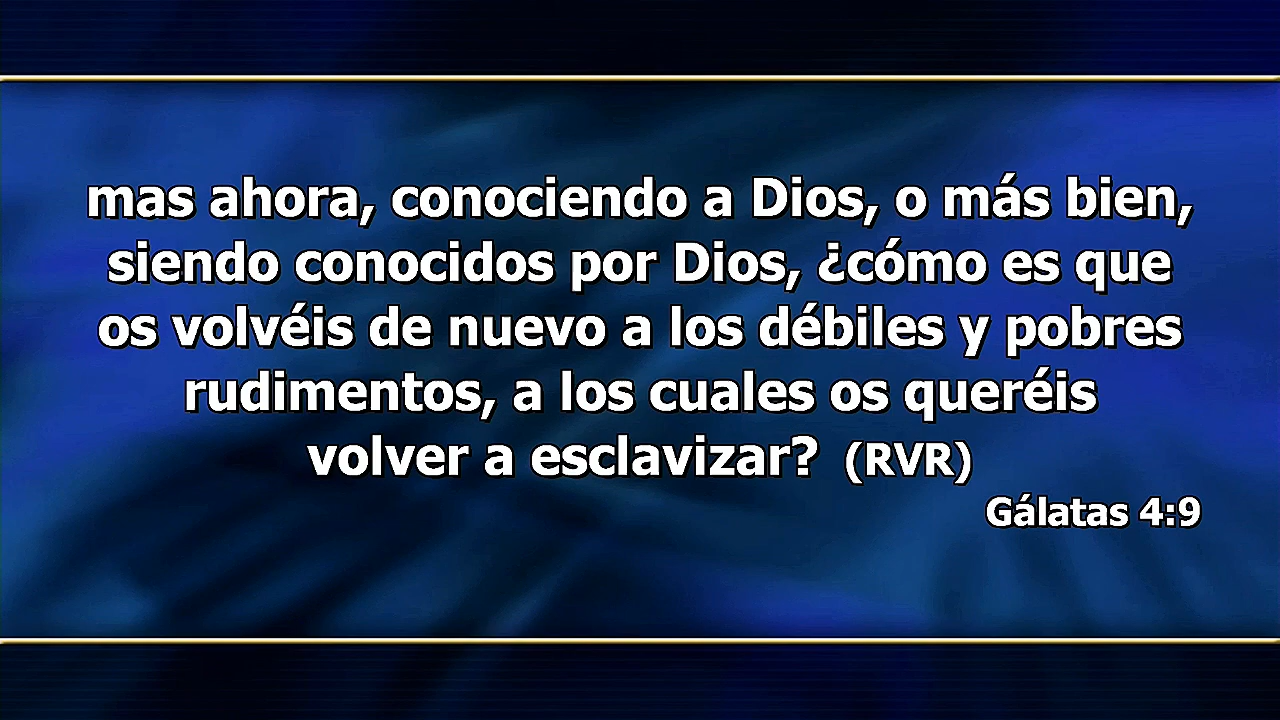 mas ahora, conociendo a Dios, o más bien,
siendo conocidos por Dios, ¿cómo es que
os volvéis de nuevo a los débiles y pobres
rudimentos, a los cuales os queréis
volver a esclavizar? (RVR)
Gálatas 4:9